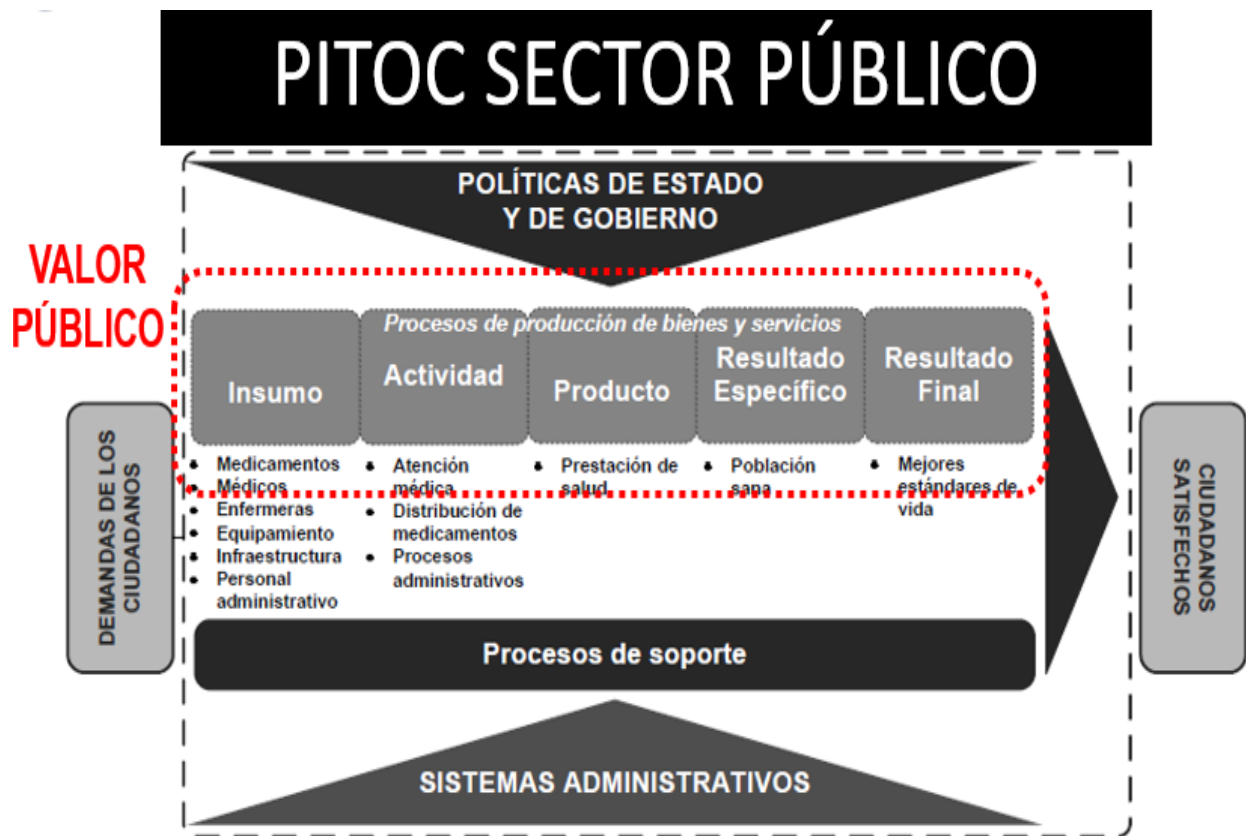 PITOC SECTOR PÚBLICO
POLÍTICAS DE ESTADO
Y DE GOBIERNO
VALOR
PÚBLICO
Procesos de producción de bienes y servicios
Insumo
Actividad
Producto
Resultado
Específico
Resultado
Final
DEMANDAS DE LOS
CIUDADANOS
• Medicamentos
• Médicos
• Enfermeras
• Equipamiento
• Infraestructura
• Personal
administrativo
• Atención
médica
• Distribución de
medicamentos
• Procesos
administrativos
• Prestación de
salud
• Población
sana
• Mejores
estándares de
vida
CIUDADANOS
SATISFECHOS
Procesos de soporte
SISTEMAS ADMINISTRATIVOS